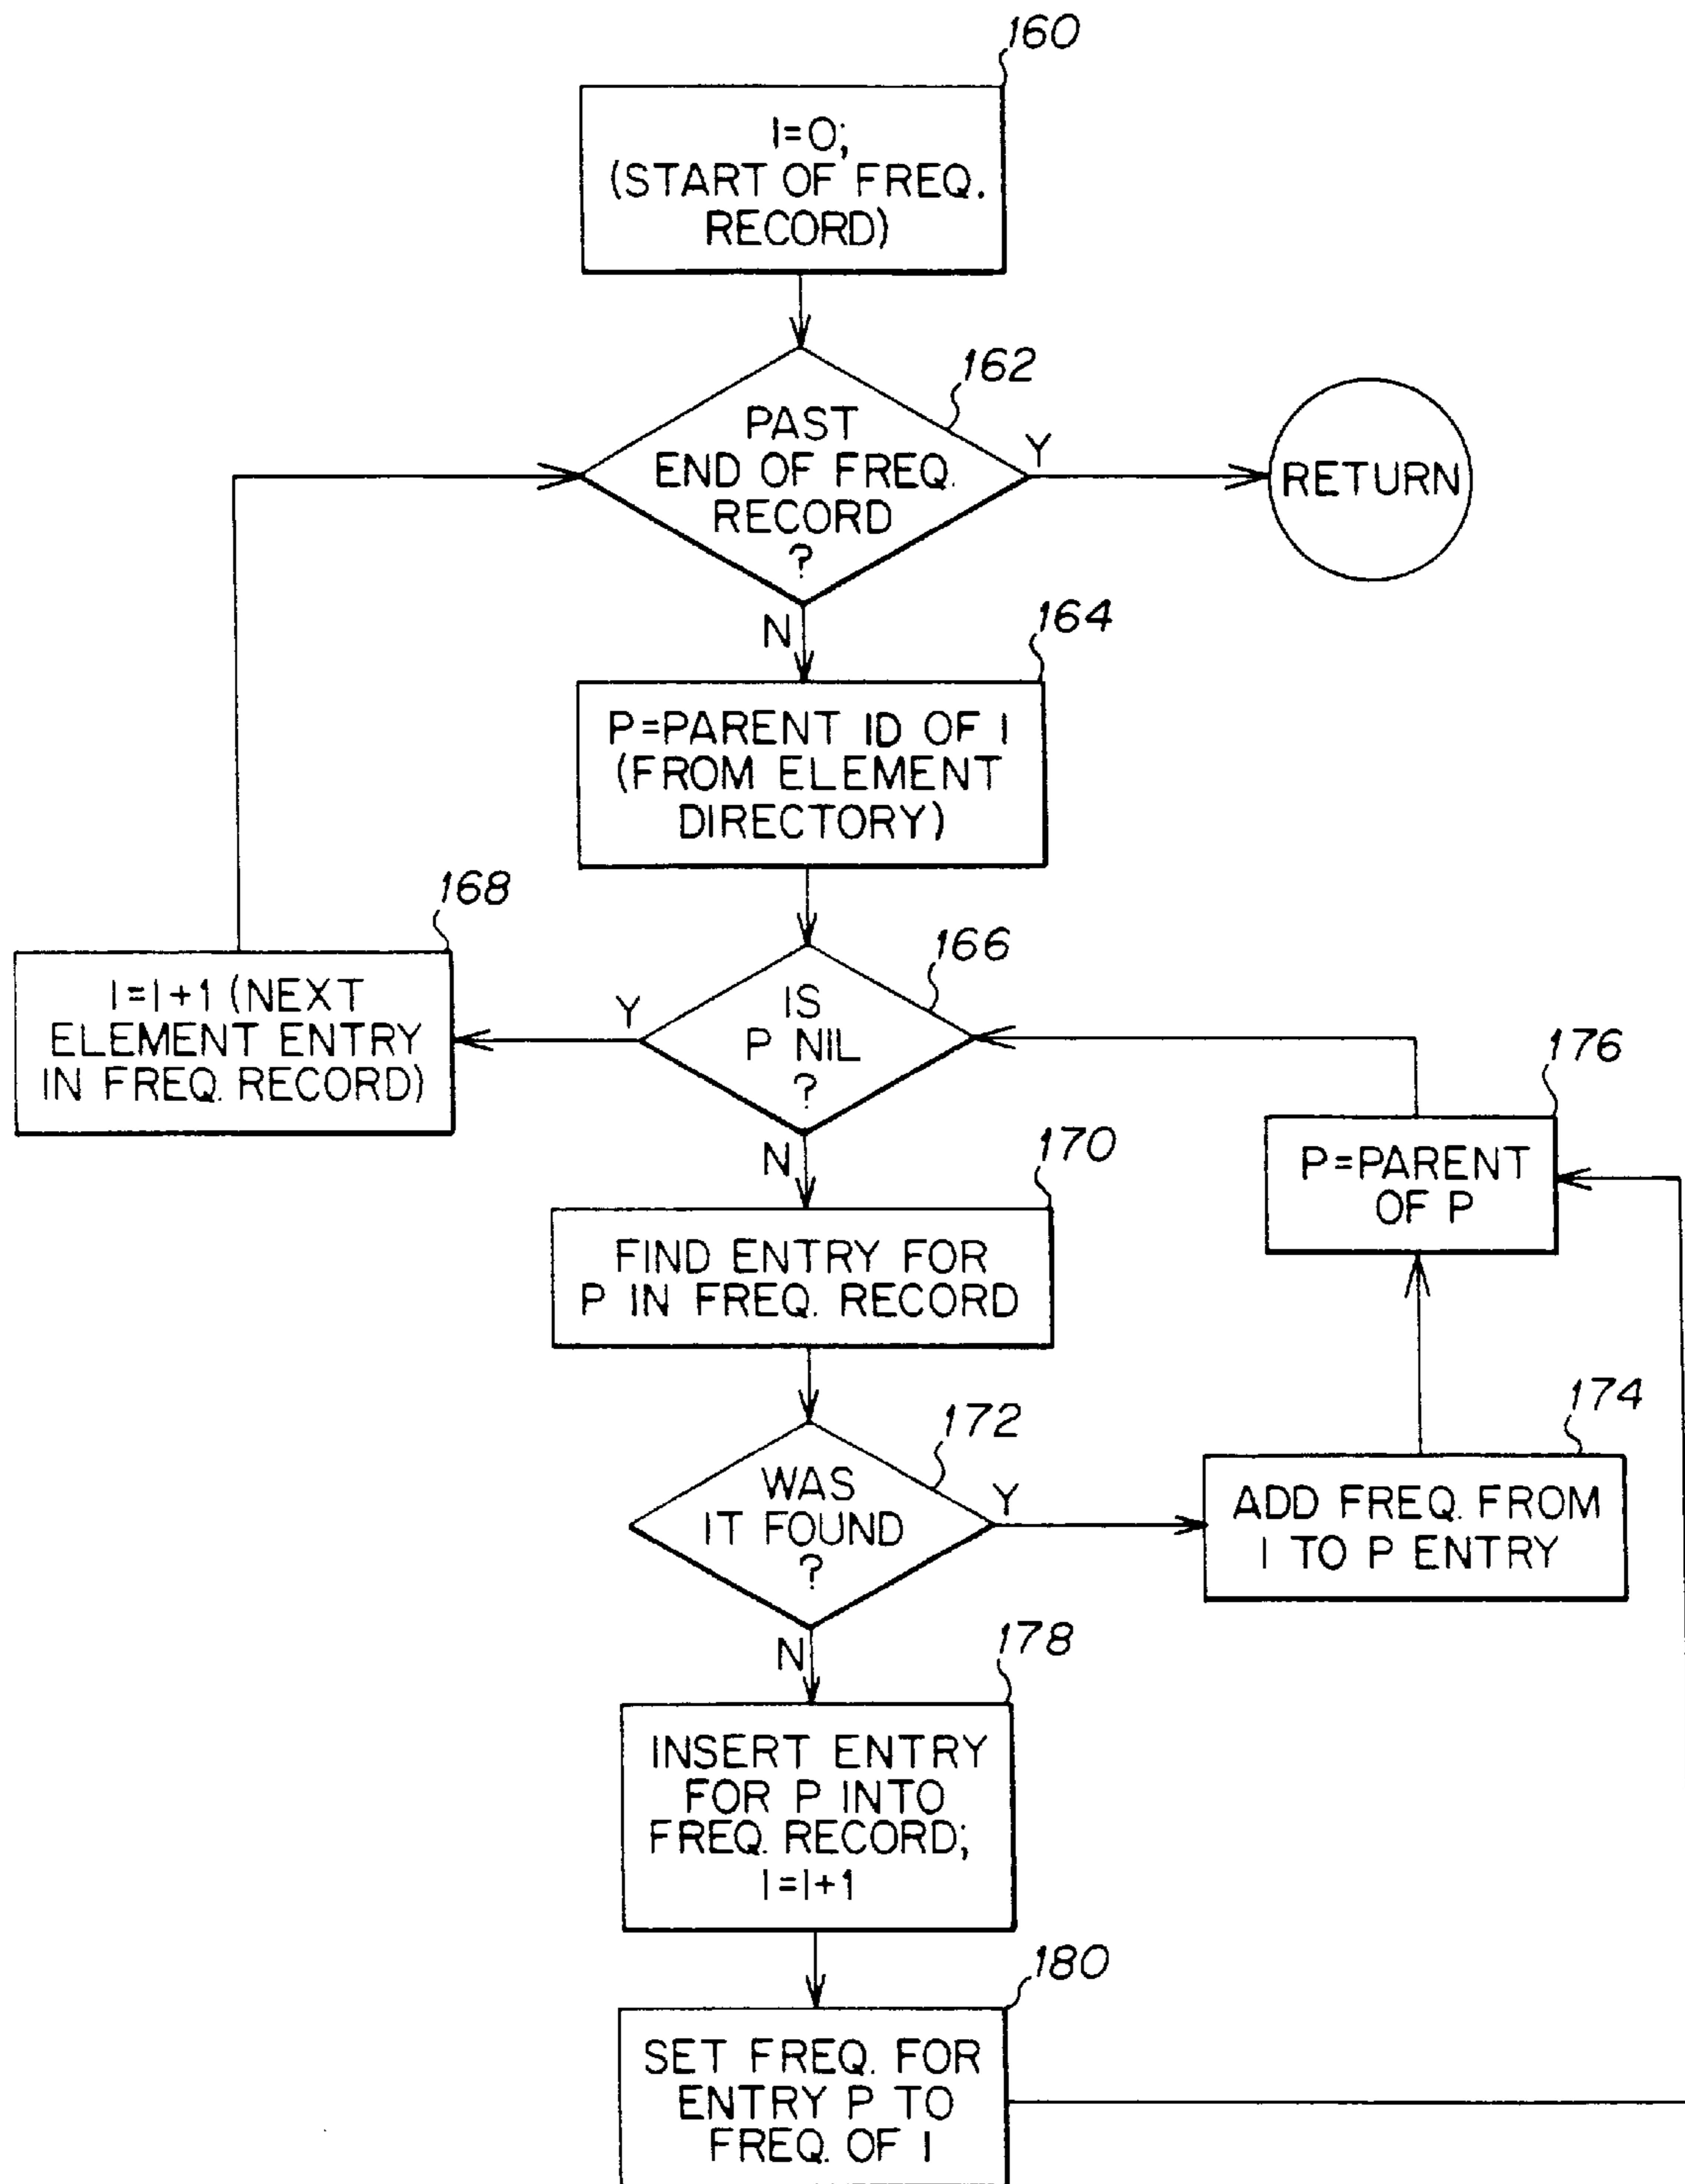 160
I=0;
(START OF FREQ.
RECORD)
162
PAST
END OF FREQ.
RECORD
?
Y
RETURN
N
164
P=PARENT ID OF I
(FROM ELEMENT
DIRECTORY)
168
I=I+1 (NEXT
ELEMENT ENTRY
IN FREQ. RECORD)
166
IS
P NIL
?
Y
N
176
P=PARENT
OF P
170
FIND ENTRY FOR
P IN FREQ. RECORD
172
WAS
IT FOUND
?
Y
174
ADD FREQ. FROM
I TO P ENTRY
N
178
INSERT ENTRY
FOR P INTO
FREQ. RECORD;
I=I+1
180
SET FREQ. FOR
ENTRY P TO
FREQ. OF I